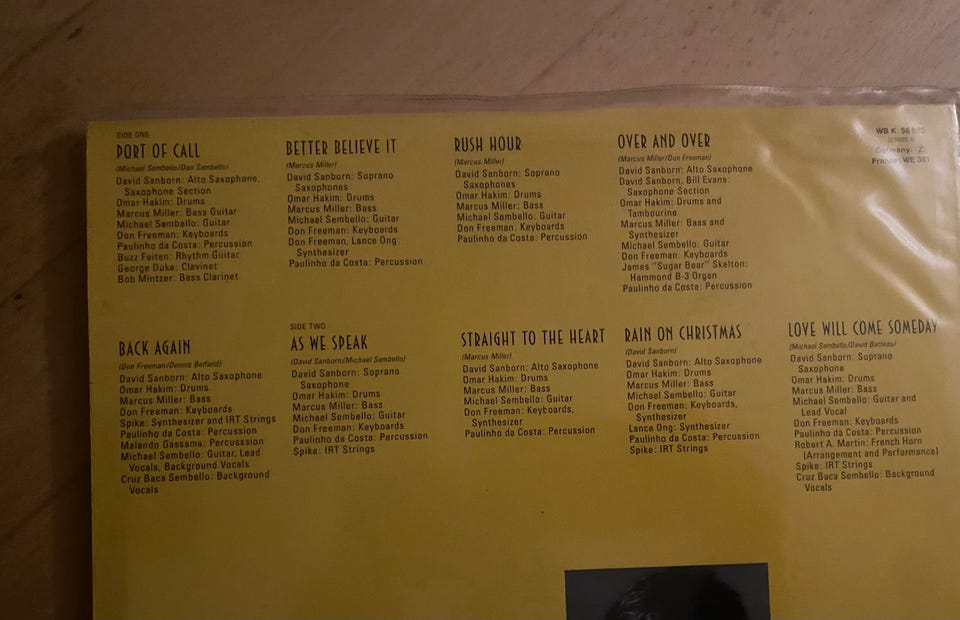 SIDE ONE
PORT OF CALL
(Michael Sembello/Dan Sembello)
David Sanborn: Alto Saxophone,
Saxophone Section
Omar Hakim: Drums
Marcus Miller: Bass Guitar
Michael Sembello: Guitar
Don Freeman: Keyboards
Paulinho da Costa: Percussion
Buzz Feiten: Rhythm Guitar
George Duke: Clavinet
Bob Mintzer: Bass Clarinet
BETTER BELIEVE IT
(Marcus Miller)
David Sanborn: Soprano
Saxophones
Omar Hakim: Drums
Marcus Miller: Bass
Michael Sembello: Guitar
Don Freeman: Keyboards
Don Freeman, Lance Ong:
Synthesizer
Paulinho da Costa: Percussion
RUSH HOUR
(Marcus Miller)
David Sanborn: Soprano
Saxophones
Omar Hakim: Drums
Marcus Miller: Bass
Michael Sembello: Guitar
Don Freeman: Keyboards
Paulinho da Costa: Percussion
OVER AND OVER
(Marcus Miller/Don Freeman)
David Sanborn: Alto Saxophone
David Sanborn, Bill Evans:
Saxophone Section
Omar Hakim: Drums and
Tambourine
Marcus Miller: Bass and
Synthesizer
Michael Sembello: Guitar
Don Freeman: Keyboards
James "Sugar Bear" Skelton:
Hammond B-3 Organ
Paulinho da Costa: Percussion
WB K
Germany: Z
France: WE 381
BACK AGAIN
(Don Freeman/Dennis Berfield)
David Sanborn: Alto Saxophone
Omar Hakim: Drums
Marcus Miller: Bass
Don Freeman: Keyboards
Spike: Synthesizer and IRT Strings
Paulinho da Costa: Percussion
Malando Gassama: Percusssion
Michael Sembello: Guitar, Lead
Vocals, Background Vocals
Cruz Baca Sembello: Background
Vocals
SIDE TWO
AS WE SPEAK
(David Sanborn/Michael Sembello)
David Sanborn: Soprano
Saxophone
Omar Hakim: Drums
Marcus Miller: Bass
Michael Sembello: Guitar
Don Freeman: Keyboards
Paulinho da Costa: Percussion
Spike: IRT Strings
STRAIGHT TO THE HEART
(Marcus Miller)
David Sanborn: Alto Saxophone
Omar Hakim: Drums
Marcus Miller: Bass
Michael Sembello: Guitar
Don Freeman: Keyboards,
Synthesizer
Paulinho da Costa: Percussion
RAIN ON CHRISTMAS
(David Sanborn)
David Sanborn: Alto Saxophone
Omar Hakim: Drums
Marcus Miller: Bass
Michael Sembello: Guitar
Don Freeman: Keyboards,
Synthesizer
Lance Ong: Synthesizer
Paulinho da Costa: Percussion
Spike: IRT Strings
LOVE WILL COME SOMEDAY
(Michael Sembello/David Batteau)
David Sanborn: Soprano
Saxophone
Omar Hakim: Drums
Marcus Miller: Bass
Michael Sembello: Guitar and
Lead Vocal
Don Freeman: Keyboards
Paulinho da Costa: Percussion
Robert A. Martin: French Horn
(Arrangement and Performance)
Spike: IRT Strings
Cruz Baca Sembello: Background
Vocals